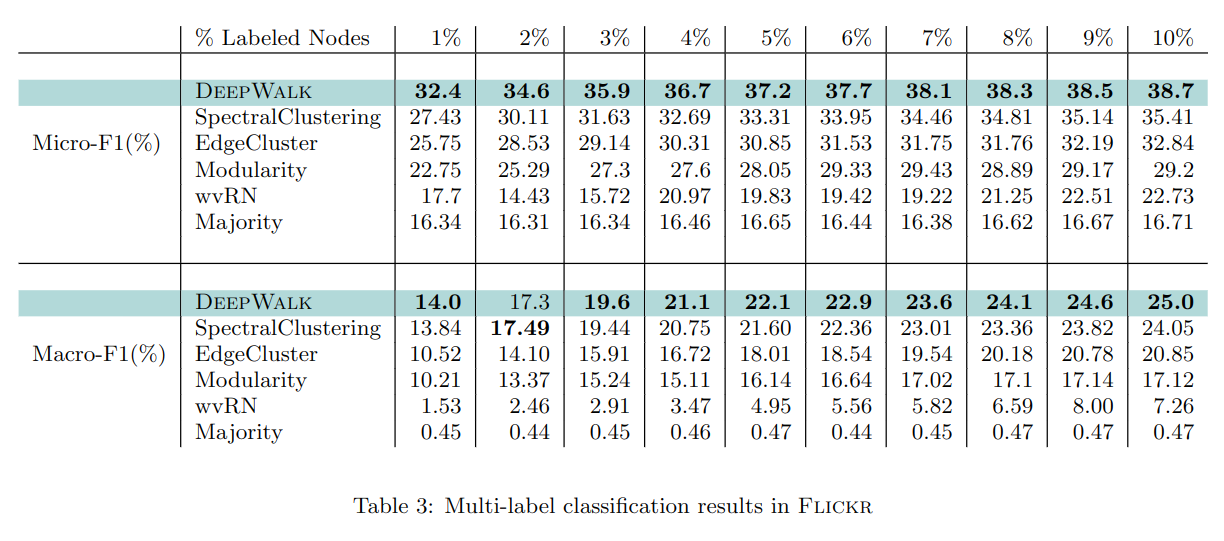 % Labeled Nodes 1% 2% 3% 4% 5% 6% 7% 8% 9% 10%
DEEPWALK 32.4 34.6 35.9 36.7 37.2 37.7 38.1 38.3 38.5 38.7
SpectralClustering 27.43 30.11 31.63 32.69 33.31 33.95 34.46 34.81 35.14 35.41
Micro-F1(%) EdgeCluster 25.75 28.53 29.14 30.31 30.85 31.53 31.75 31.76 32.19 32.84
Modularity 22.75 25.29 27.3 27.6 28.05 29.33 29.43 28.89 29.17 29.2
wvRN 17.7 14.43 15.72 20.97 19.83 19.42 19.22 21.25 22.51 22.73
Majority 16.34 16.31 16.34 16.46 16.65 16.44 16.38 16.62 16.67 16.71
DEEPWALK 14.0 17.3 19.6 21.1 22.1 22.9 23.6 24.1 24.6 25.0
SpectralClustering 13.84 17.49 19.44 20.75 21.60 22.36 23.01 23.36 23.82 24.05
Macro-F1(%) EdgeCluster 10.52 14.10 15.91 16.72 18.01 18.54 19.54 20.18 20.78 20.85
Modularity 10.21 13.37 15.24 15.11 16.14 16.64 17.02 17.1 17.14 17.12
wvRN 1.53 2.46 2.91 3.47 4.95 5.56 5.82 6.59 8.00 7.26
Majority 0.45 0.44 0.45 0.46 0.47 0.44 0.45 0.47 0.47 0.47
Table 3: Multi-label classification results in FLICKR